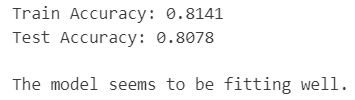 Train Accuracy: 0.8141
Test Accuracy: 0.8078
The model seems to be fitting well.